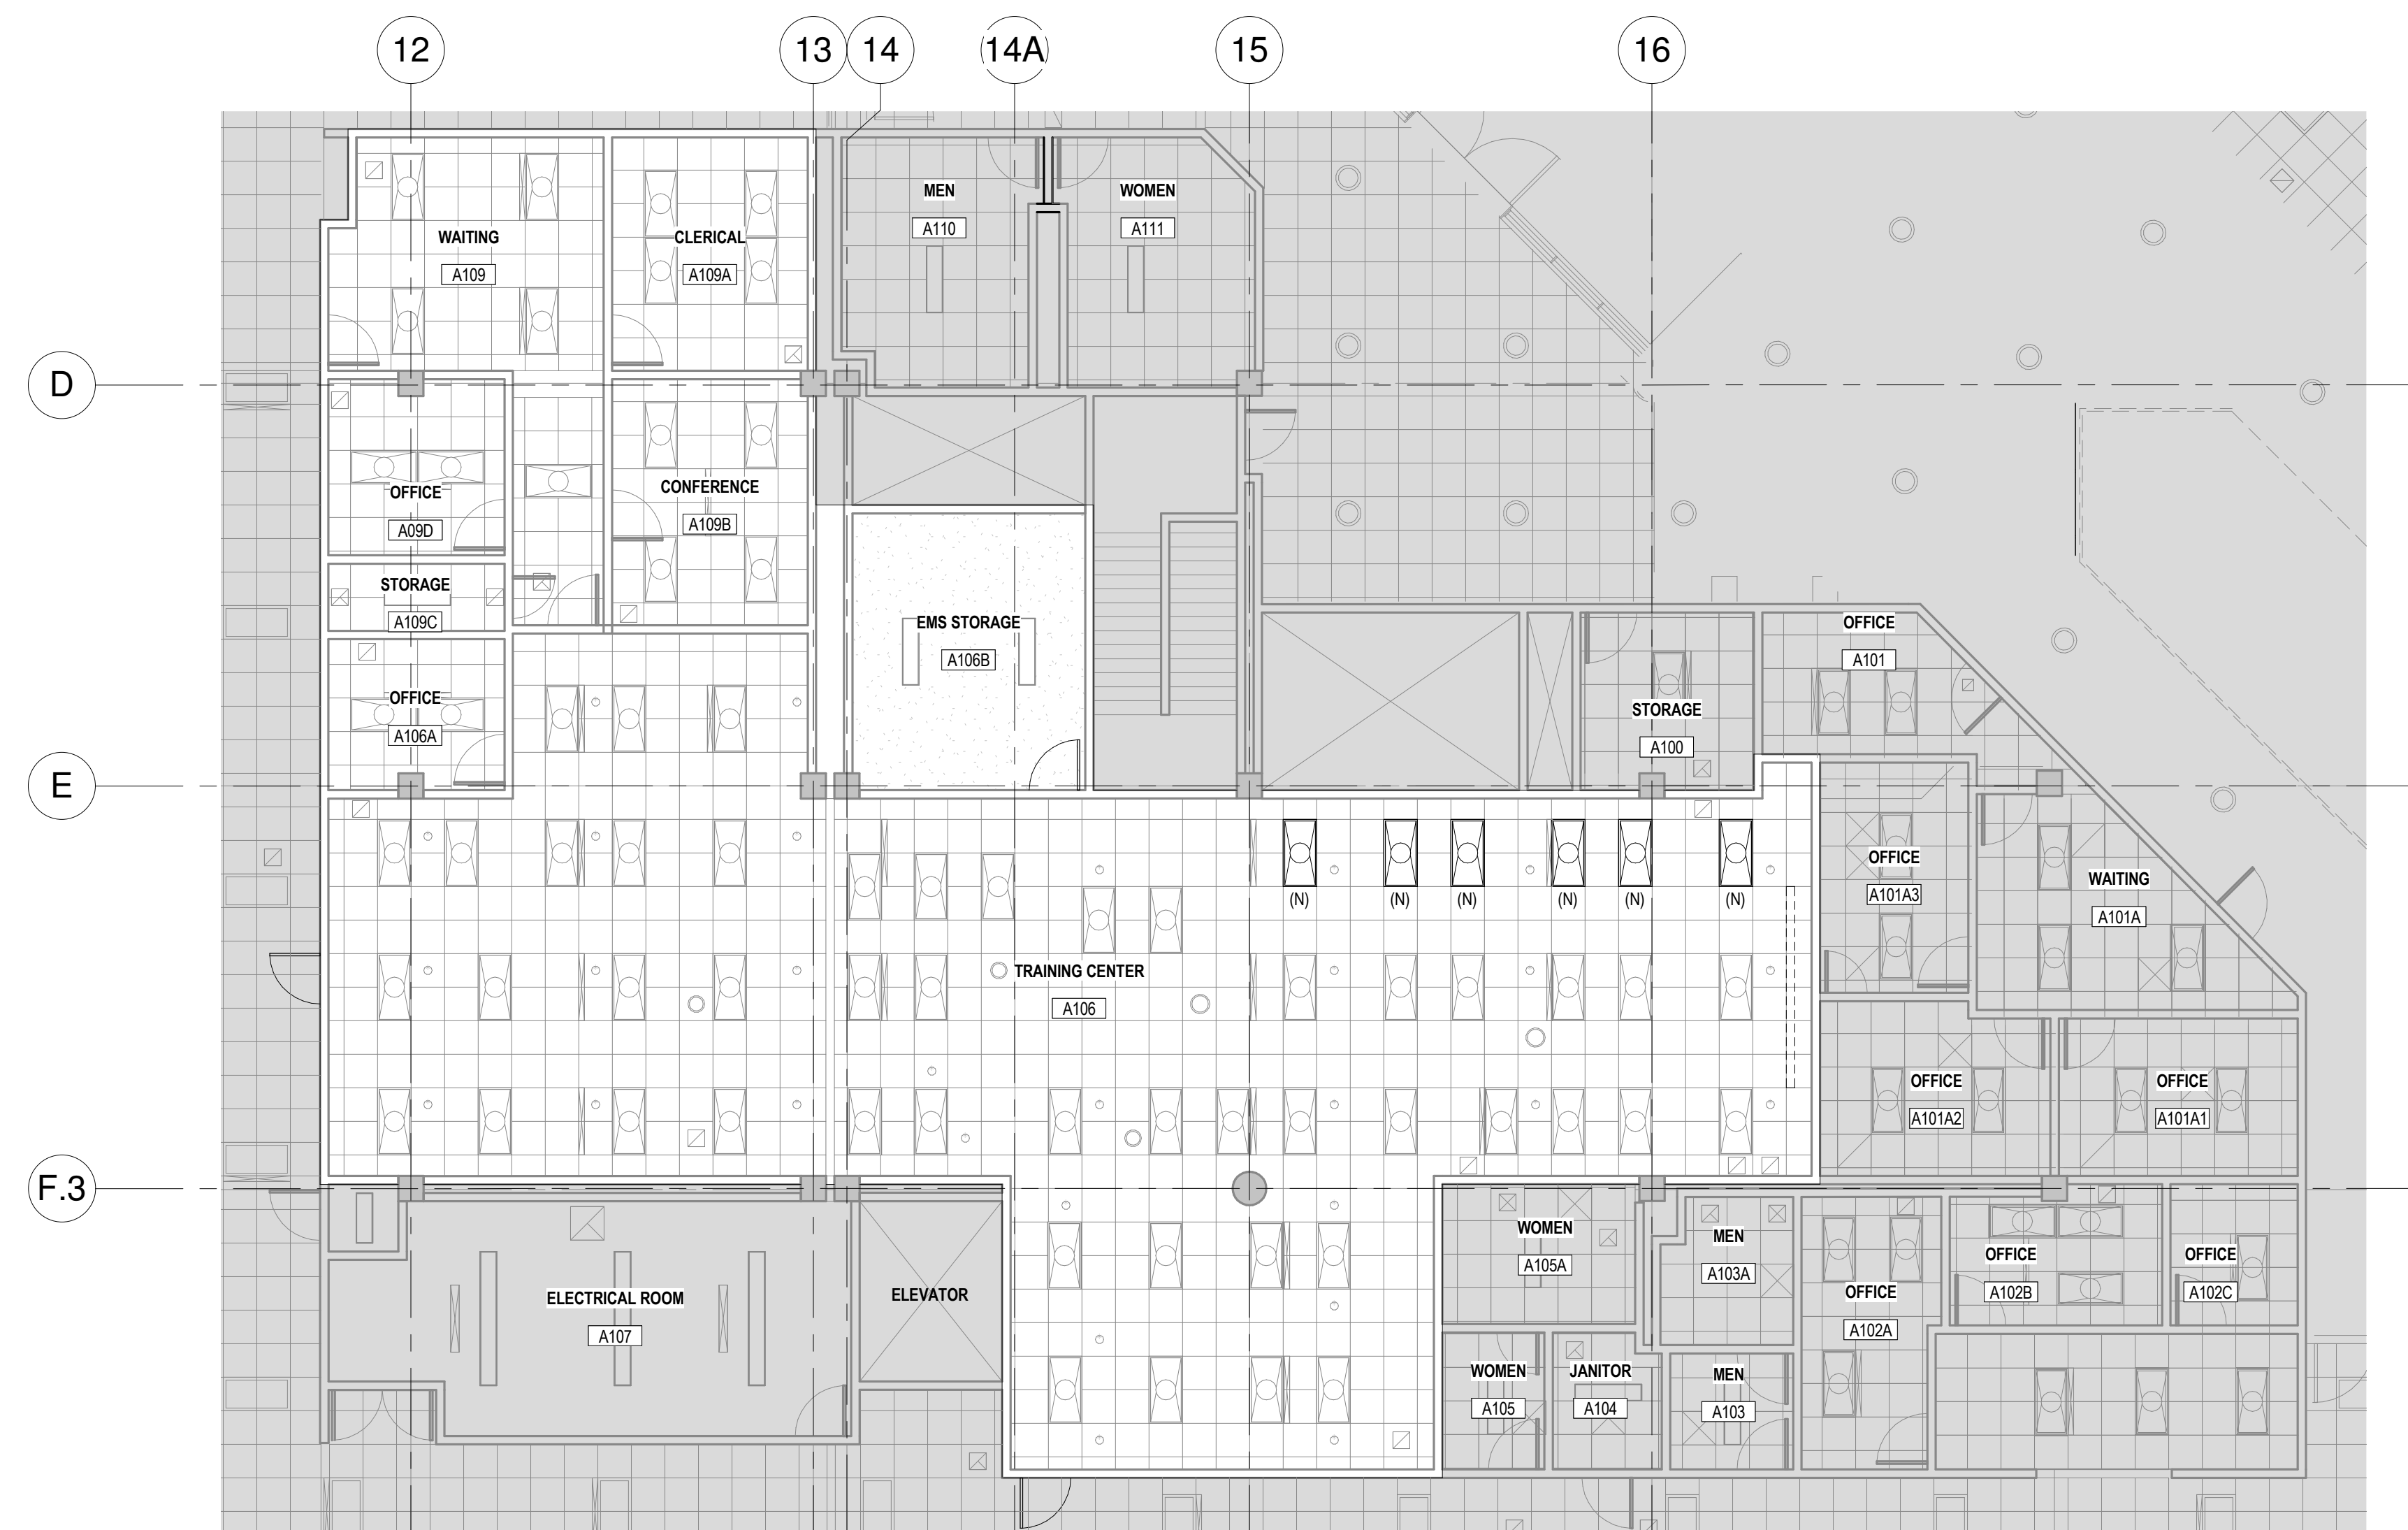 12
13
14
14A
15
16
D
E
F.3
MEN
A110
WOMEN
A111
WAITING
A109
CLERICAL
A109A
OFFICE
A09D
CONFERENCE
A109B
STORAGE
A109C
EMS STORAGE
A106B
OFFICE
A106A
OFFICE
A101
STORAGE
A100
OFFICE
A101A3
WAITING
A101A
(N)
(N)
(N)
(N)
(N)
(N)
TRAINING CENTER
A106
OFFICE
A101A2
OFFICE
A101A1
WOMEN
A105A
MEN
A103A
OFFICE
A102B
OFFICE
A102C
OFFICE
A102A
ELECTRICAL ROOM
A107
ELEVATOR
WOMEN
A105
JANITOR
A104
MEN
A103